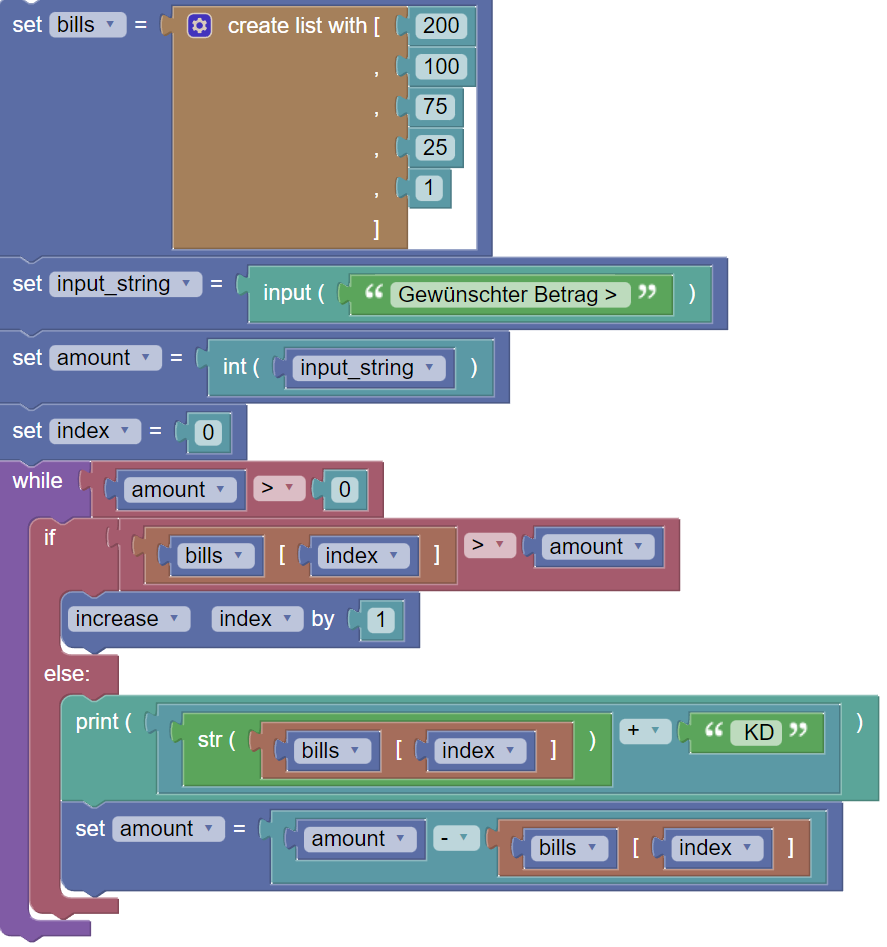 set bills = create list with [ 200
, 100
, 75
, 25
, 1
]
set input_string = input ( “ Gewünschter Betrag > ” )
set amount = int ( input_string )
set index = 0
while amount > 0
if bills [ index ] > amount
increase index by 1
else:
print ( str ( bills [ index ] ) + “ KD ” )
set amount = amount - bills [ index ]